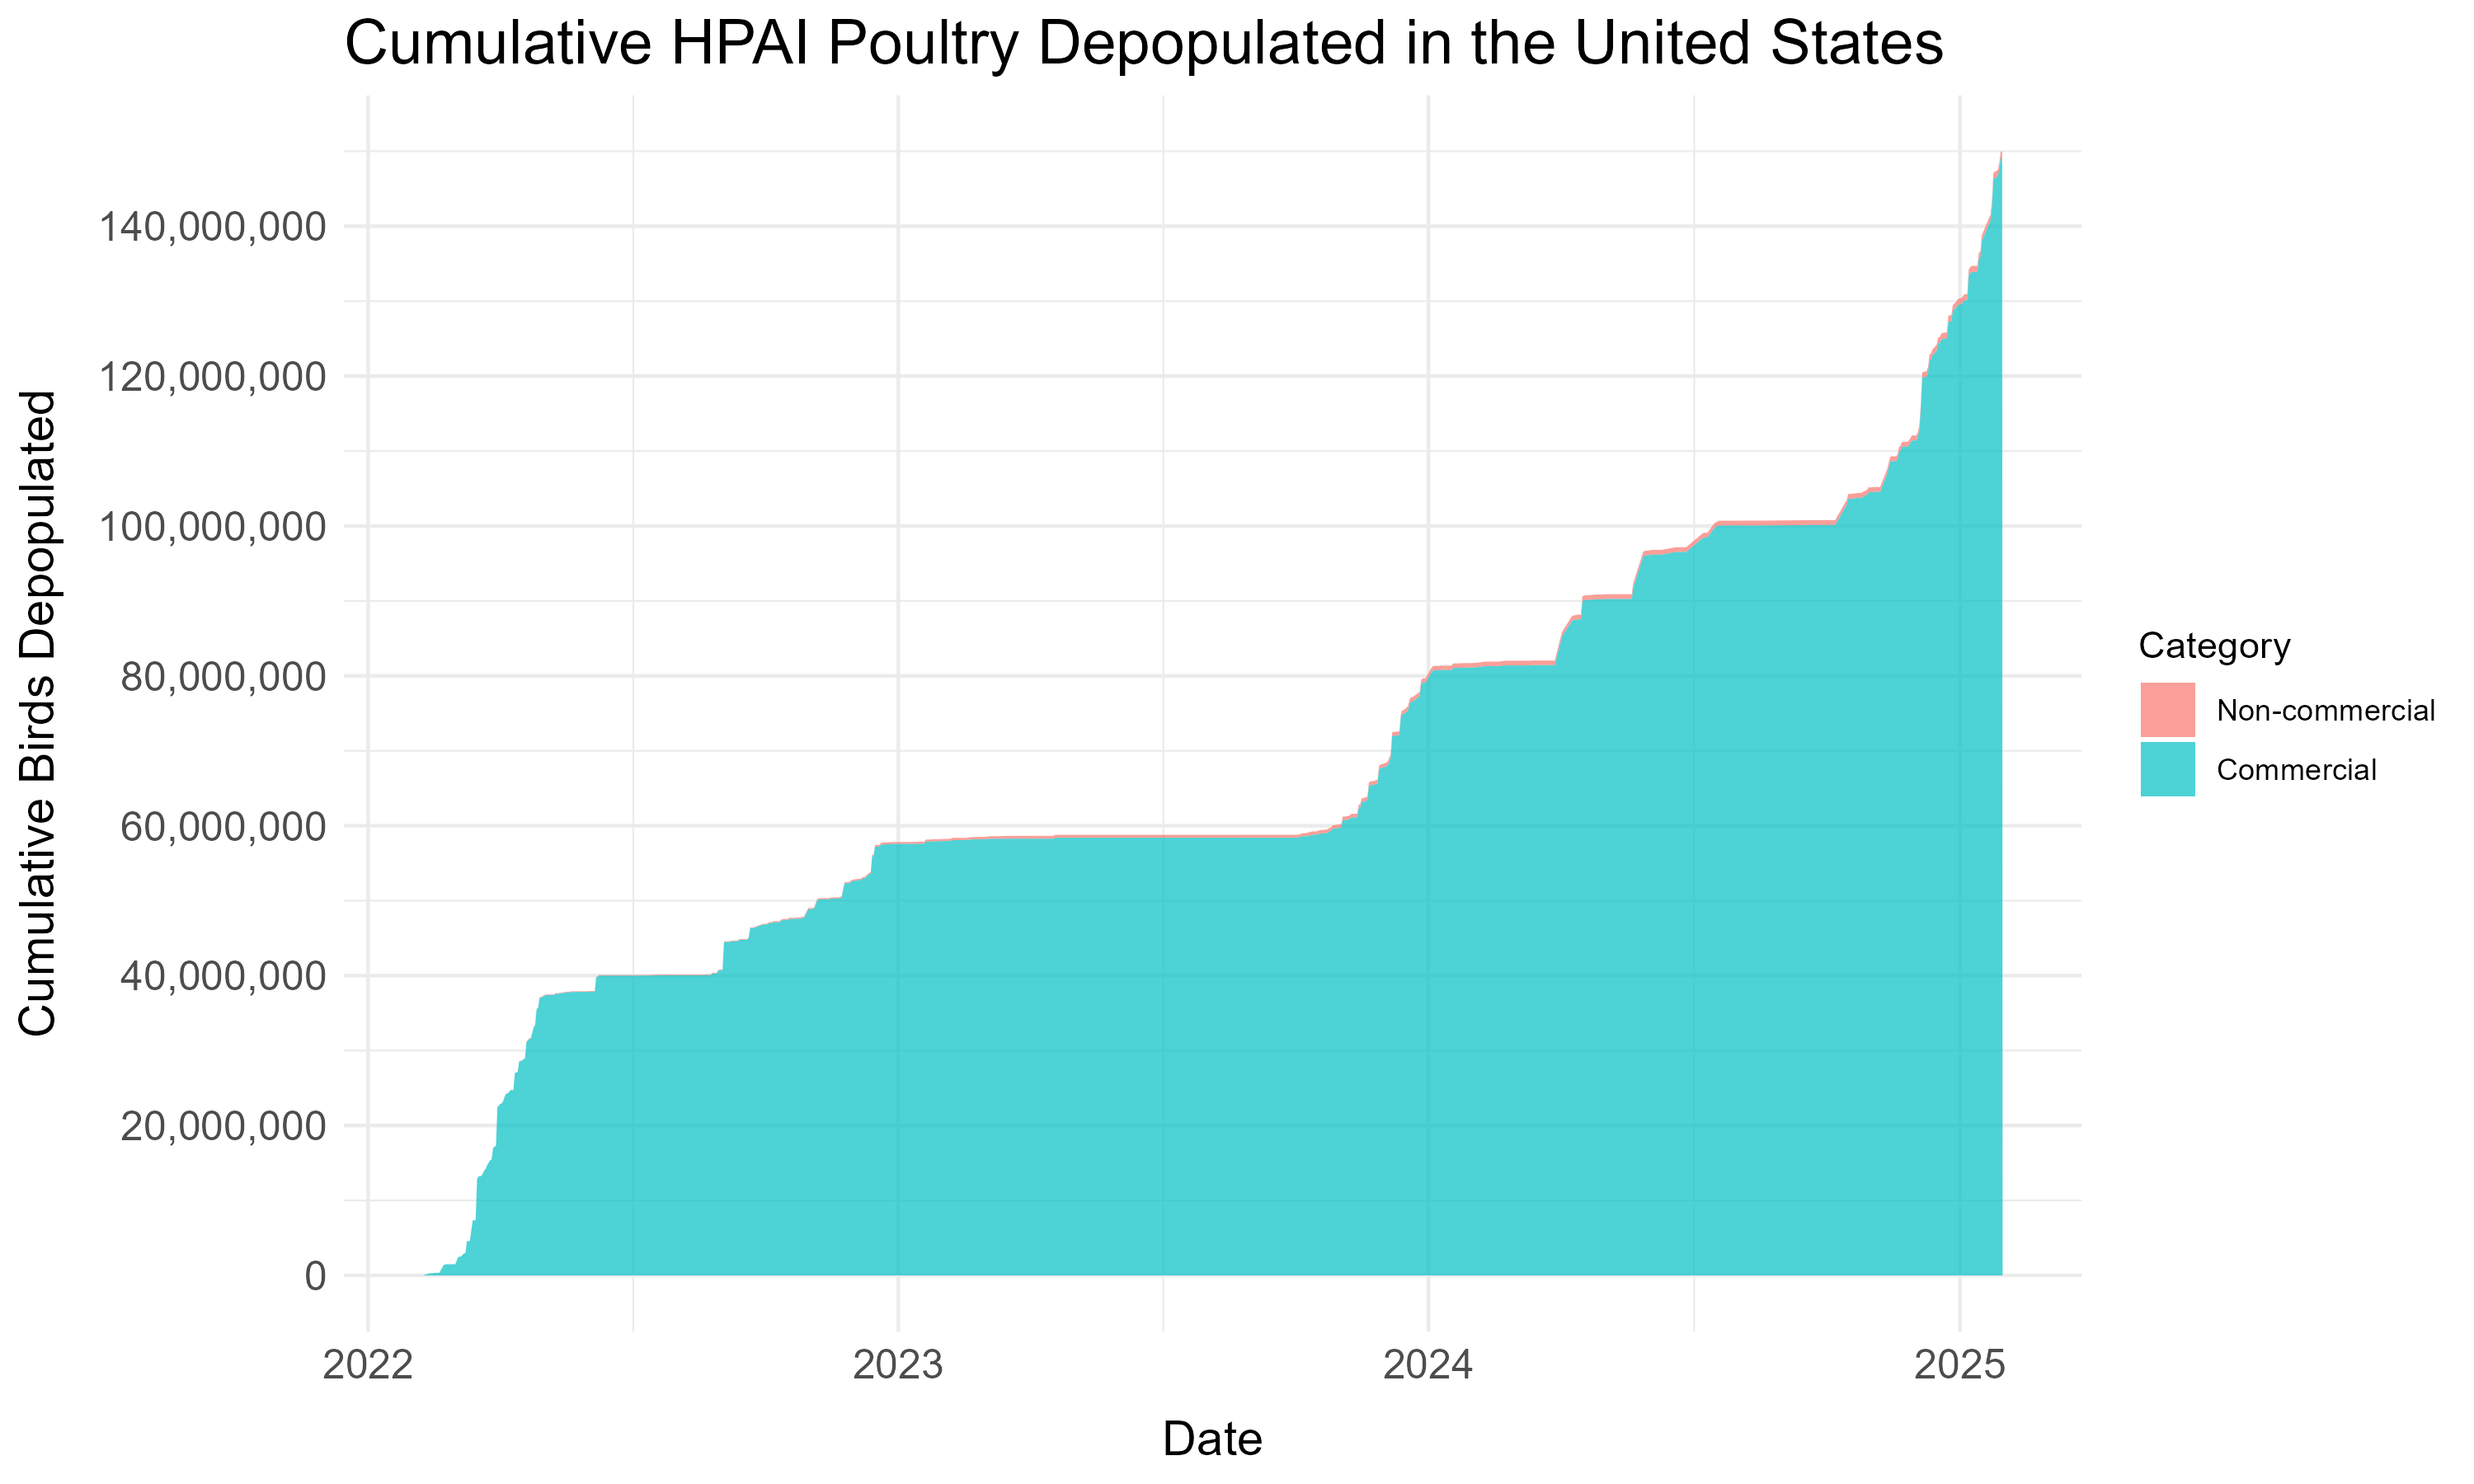 Cumulative HPAI Poultry Depopulated in the United States
Cumulative Birds Depopulated
140,000,000
120,000,000
100,000,000
80,000,000
60,000,000
40,000,000
20,000,000
0
2022
2023
2024
2025
Date
Category
Non-commercial
Commercial